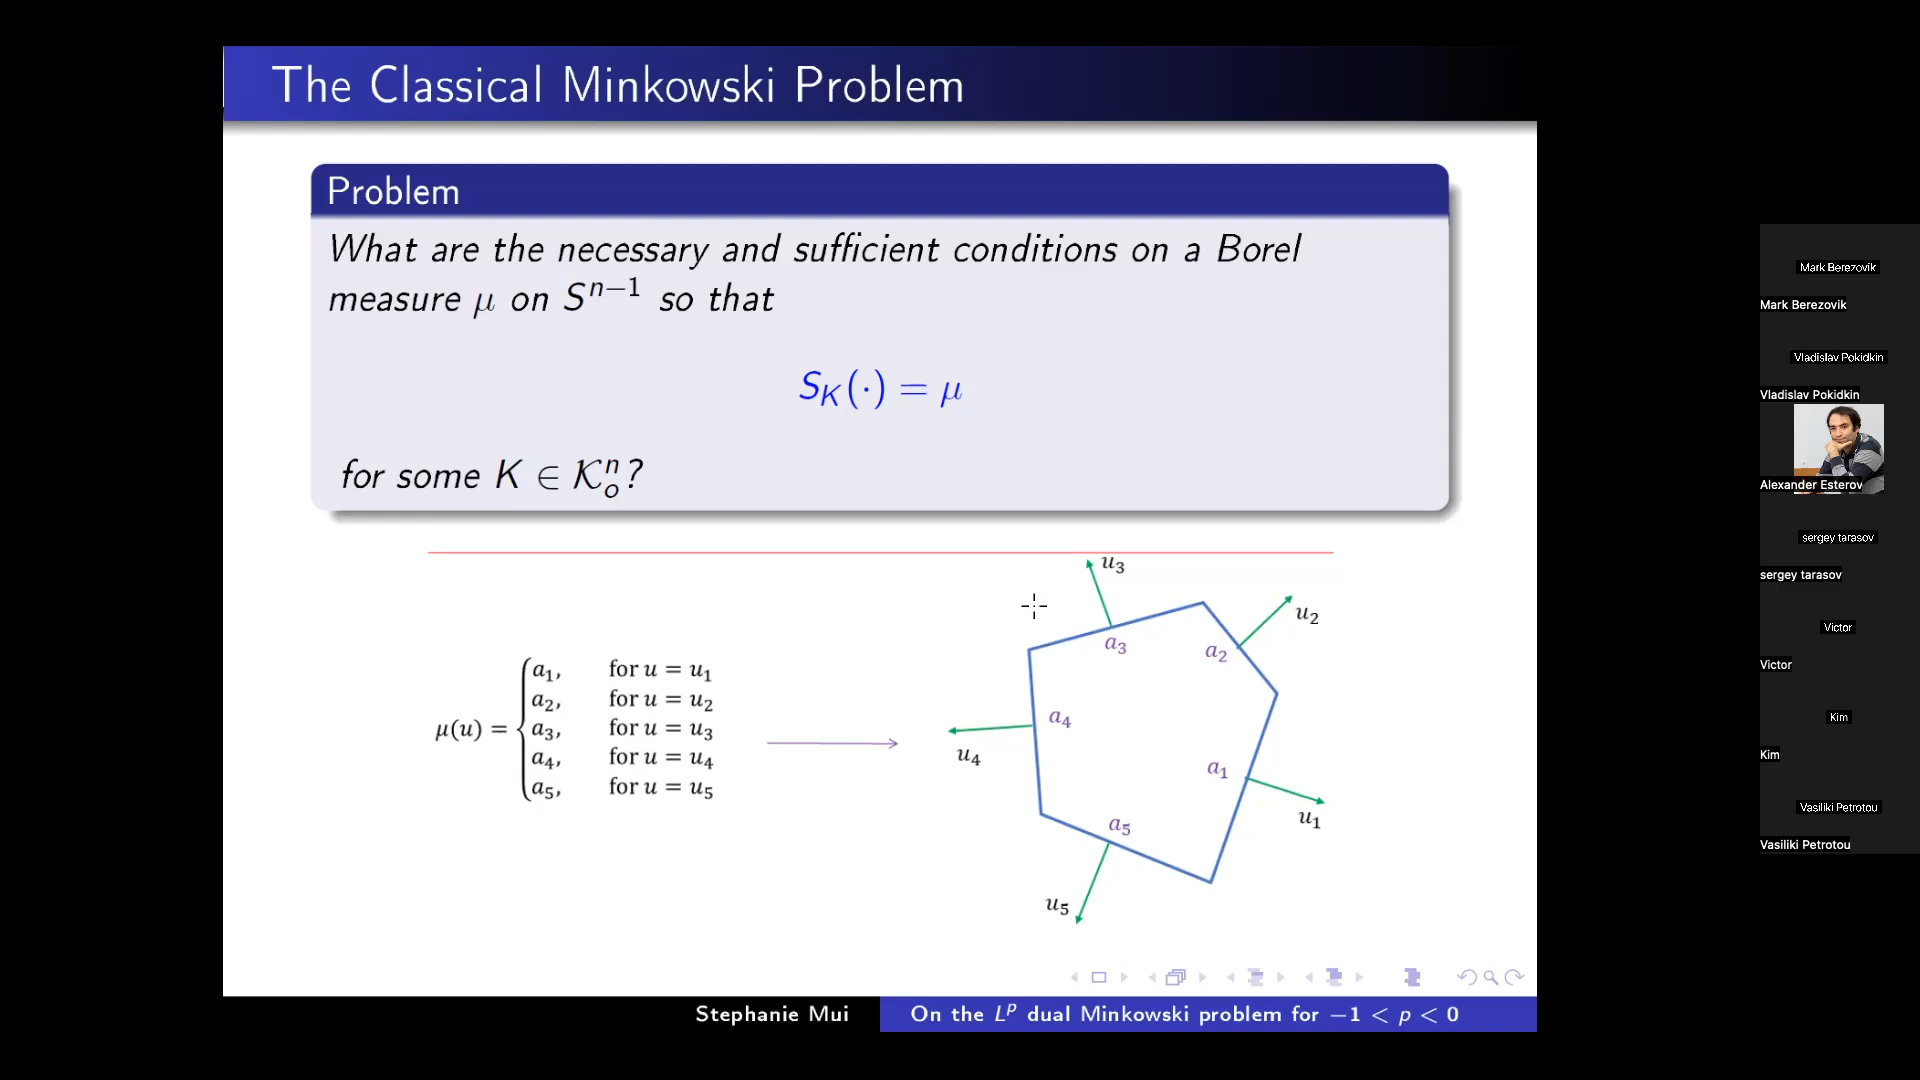 The Classical Minkowski Problem
Problem
What are the necessary and sufficient conditions on a Borel
measure μ on Sⁿ⁻¹ so that
S_K(·) = μ
for some K ∈ 𝒦ₒⁿ?
μ(u) =
a₁, for u = u₁
a₂, for u = u₂
a₃, for u = u₃
a₄, for u = u₄
a₅, for u = u₅
u₃
u₂
a₃
a₂
a₄
u₄
a₁
u₁
a₅
u₅
Stephanie Mui
On the Lᵖ dual Minkowski problem for −1 < p < 0
Mark Berezovik
Mark Berezovik
Vladislav Pokidkin
Vladislav Pokidkin
Alexander Esterov
sergey tarasov
sergey tarasov
Victor
Victor
Kim
Kim
Vasiliki Petrotou
Vasiliki Petrotou